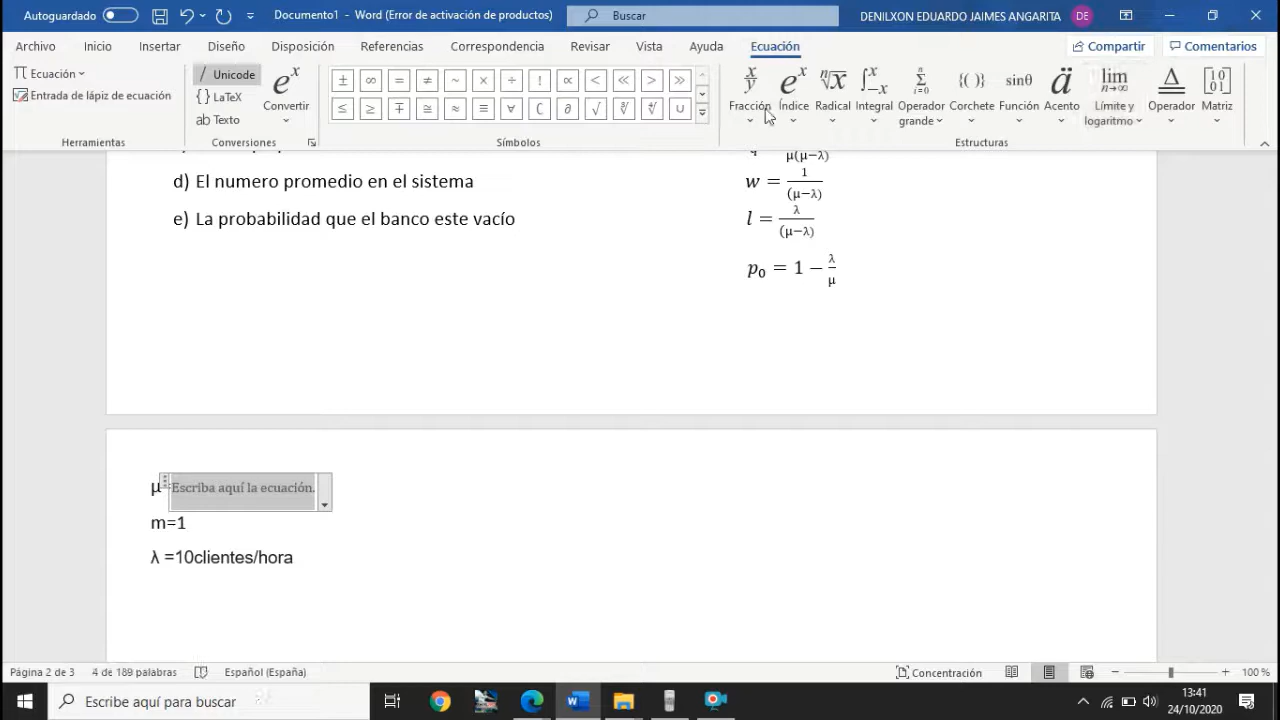 Autoguardado
Documento1 - Word (Error de activación de productos)
Buscar
DENILXON EDUARDO JAIMES ANGARITA DE
Archivo Inicio Insertar Diseño Disposición Referencias Correspondencia Revisar Vista Ayuda Ecuación
Compartir Comentarios
Ecuación
Entrada de lápiz de ecuación
Herramientas
Unicode
{ } LaTeX
ab Texto
Convertir
Conversiones
± ∞ = ≠ ~ × ÷ ! ∝ < ≪ > ≫
≤ ≥ ∓ ≅ ≈ ≡ ∀ ∁ ∂ √ ∛ ∜ ∪
Símbolos
Fracción Índice Radical Integral Operador grande Corchete Función Acento Límite y logaritmo Operador Matriz
Estructuras
μ(μ−λ)
d) El numero promedio en el sistema
w = 1/(μ−λ)
e) La probabilidad que el banco este vacío
l = λ/(μ−λ)
p₀ = 1 − λ/μ
μ Escriba aquí la ecuación.
m=1
λ =10clientes/hora
Página 2 de 3
4 de 189 palabras
Español (España)
Concentración
100 %
Escribe aquí para buscar
13:41
24/10/2020